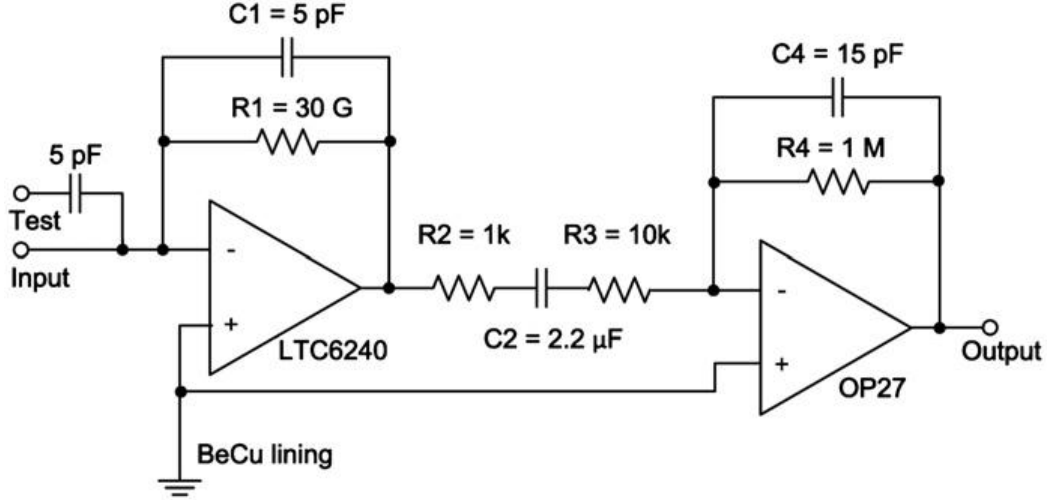 C1 = 5 pF
C4 = 15 pF
R1 = 30 G
R4 = 1 M
5 pF
Test
Input
-
+
LTC6240
R2 = 1k
R3 = 10k
C2 = 2.2 µF
-
+
OP27
Output
BeCu lining